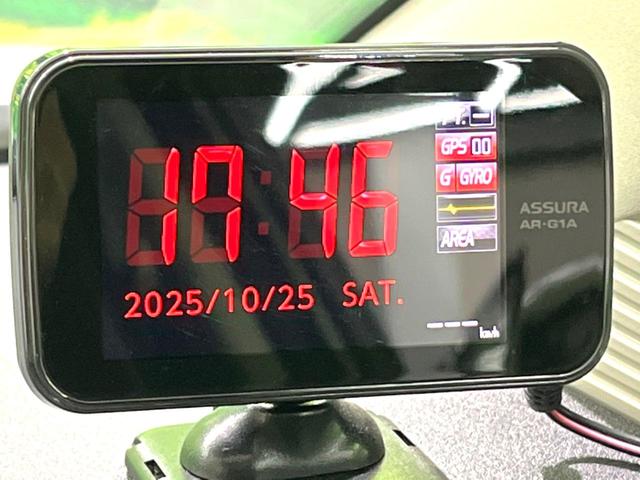 17:46
2025/10/25 SAT.
GPS 00
G GYRO
AREA
km/h
ASSURA
AR-G1A